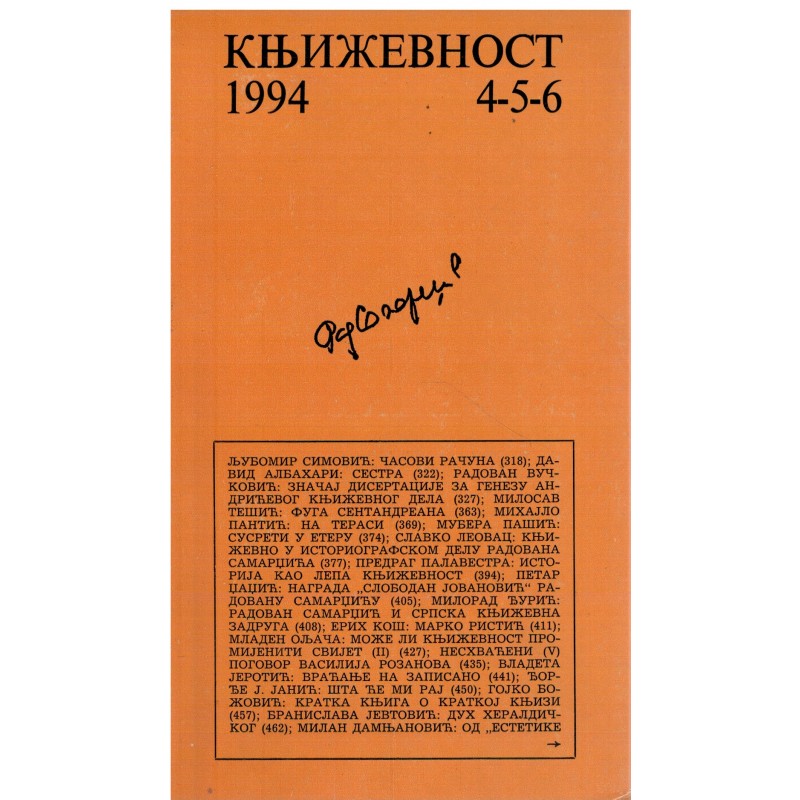 КЊИЖЕВНОСТ
1994 4-5-6
ЉУБОМИР СИМОВИЋ: ЧАСОВИ РАЧУНА (318); ДА-
ВИД АЛБАХАРИ: СЕСТРА (322); РАДОВАН ВУЧ-
КОВИЋ: ЗНАЧАЈ ДИСЕРТАЦИЈЕ ЗА ГЕНЕЗУ АН-
ДРИЋЕВОГ КЊИЖЕВНОГ ДЕЛА (327); МИЛОСАВ
ТЕШИЋ: ФУГА СЕНТАНДРЕАНА (363); МИХАЈЛО
ПАНТИЋ: НА ТЕРАСИ (369); МУБЕРА ПАШИЋ:
СУСРЕТИ У ЕТЕРУ (374); СЛАВКО ЛЕОВАЦ: КЊИ-
ЖЕВНО У ИСТОРИОГРАФСКОМ ДЕЛУ РАДОВАНА
САМАРЏИЋА (377); ПРЕДРАГ ПАЛАВЕСТРА: ИСТО-
РИЈА КАО ЛЕПА КЊИЖЕВНОСТ (394); ПЕТАР
ЏАЏИЋ: НАГРАДА „СЛОБОДАН ЈОВАНОВИЋ“ РА-
ДОВАНУ САМАРЏИЋУ (405); МИЛОРАД ЂУРИЋ:
РАДОВАН САМАРЏИЋ И СРПСКА КЊИЖЕВНА
ЗАДРУГА (408); ЕРИХ КОШ: МАРКО РИСТИЋ (411);
МЛАДЕН ОЉАЧА: МОЖЕ ЛИ КЊИЖЕВНОСТ ПРО-
МИЈЕНИТИ СВИЈЕТ (II) (427); НЕСХВАЋЕНИ (V)
ПОГОВОР ВАСИЛИЈА РОЗАНОВА (435); ВЛАДЕТА
ЈЕРОТИЋ: ВРАЋАЊЕ НА ЗАПИСАНО (441); ЂОР-
ЂЕ Ј. ЈАНИЋ: ШТА ЋЕ МИ РАЈ (450); ГОЈКО БО-
ЖОВИЋ: КРАТКА КЊИГА О КРАТКОЈ КЊИЗИ
(457); БРАНИСЛАВА ЈЕВТОВИЋ: ДУХ ХЕРАЛДИЧ-
КОГ (462); МИЛАН ДАМЊАНОВИЋ: ОД „ЕСТЕТИКЕ
→